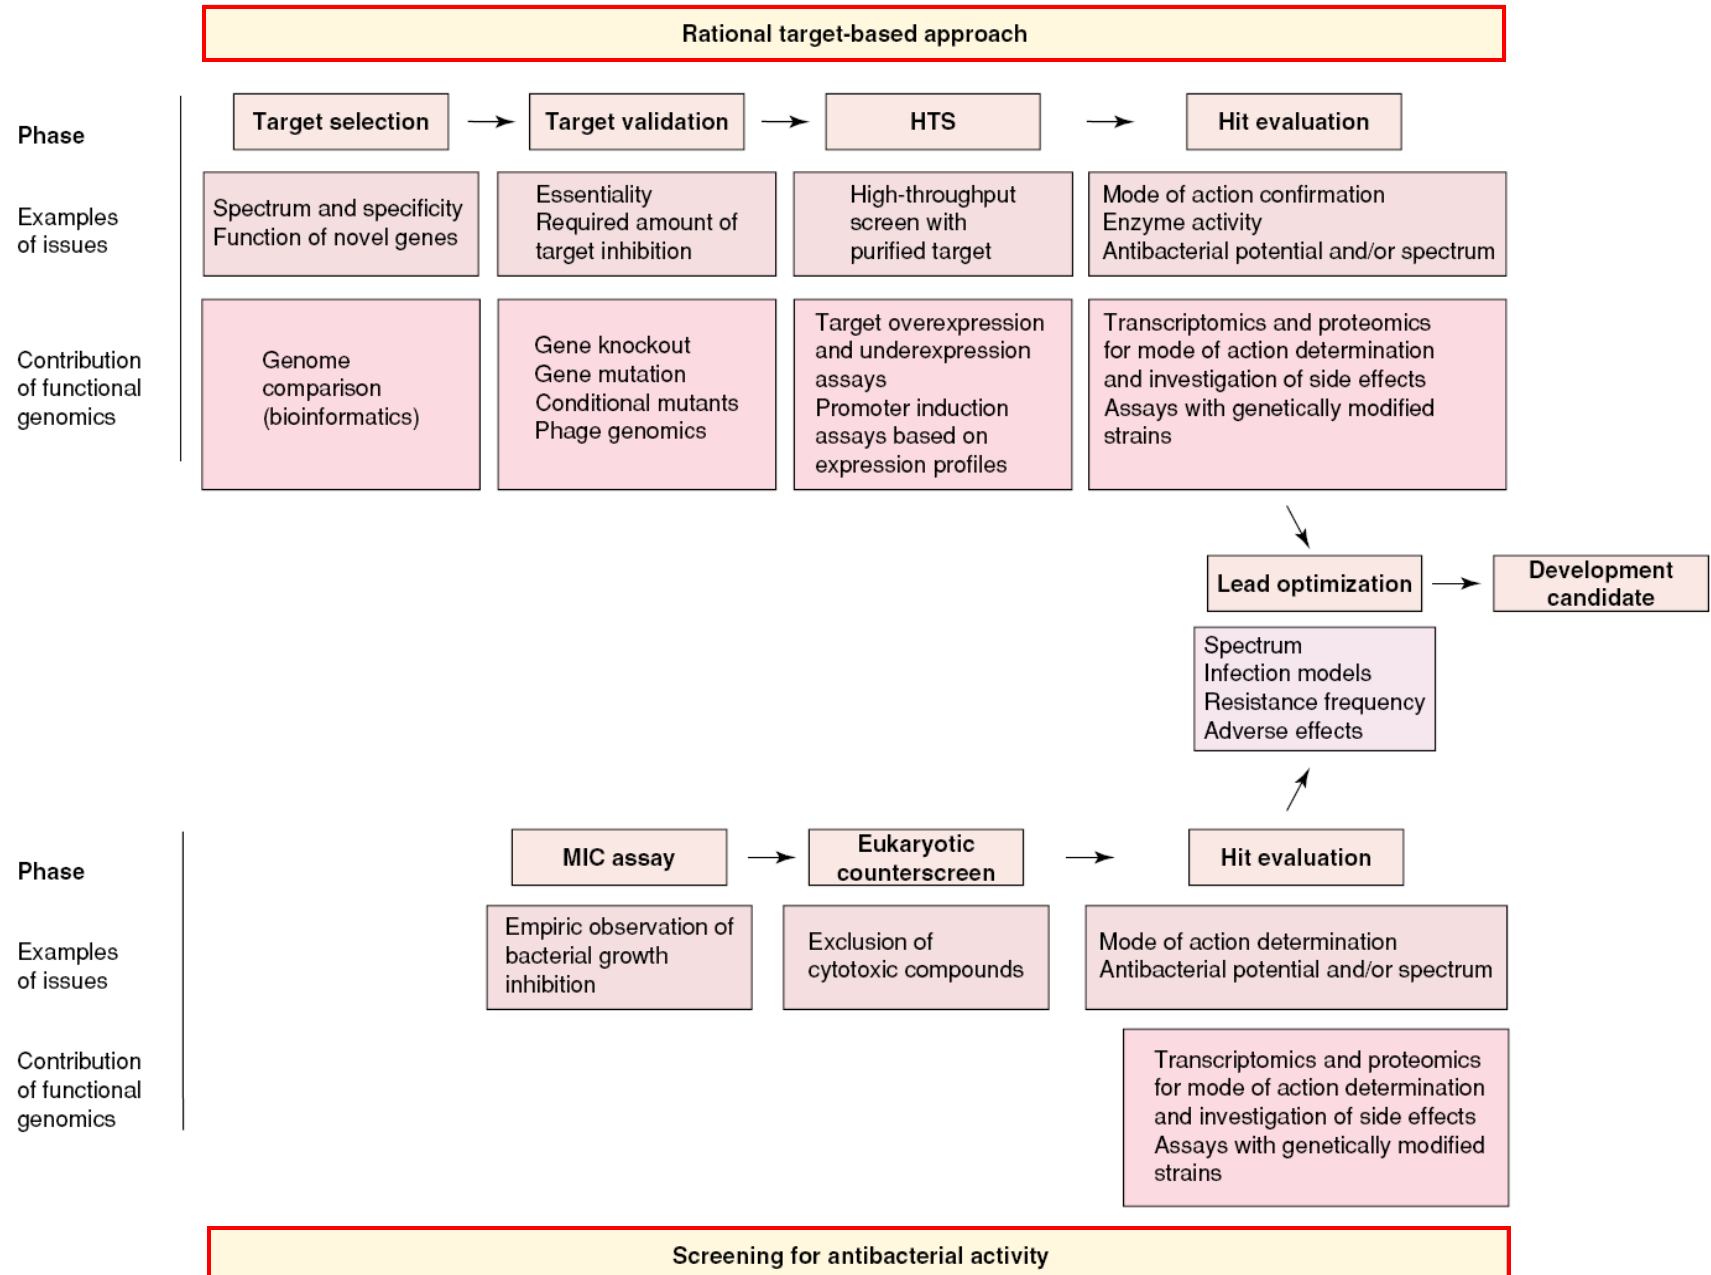 Rational target-based approach
Phase
Target selection
Target validation
HTS
Hit evaluation
Examples
of issues
Spectrum and specificity
Function of novel genes
Essentiality
Required amount of
target inhibition
High-throughput
screen with
purified target
Mode of action confirmation
Enzyme activity
Antibacterial potential and/or spectrum
Contribution
of functional
genomics
Genome
comparison
(bioinformatics)
Gene knockout
Gene mutation
Conditional mutants
Phage genomics
Target overexpression
and underexpression
assays
Promoter induction
assays based on
expression profiles
Transcriptomics and proteomics
for mode of action determination
and investigation of side effects
Assays with genetically modified
strains
Lead optimization
Development
candidate
Spectrum
Infection models
Resistance frequency
Adverse effects
Phase
MIC assay
Eukaryotic
counterscreen
Hit evaluation
Examples
of issues
Empiric observation of
bacterial growth
inhibition
Exclusion of
cytotoxic compounds
Mode of action determination
Antibacterial potential and/or spectrum
Contribution
of functional
genomics
Transcriptomics and proteomics
for mode of action determination
and investigation of side effects
Assays with genetically modified
strains
Screening for antibacterial activity